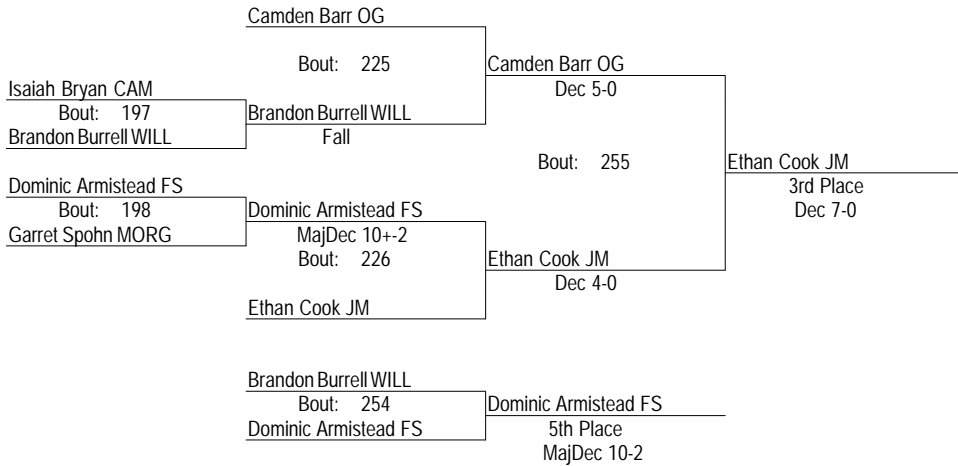 Camden Barr OG
Bout: 225
Camden Barr OG
Dec 5-0
Isaiah Bryan CAM
Bout: 197
Brandon Burrell WILL
Brandon Burrell WILL
Fall
Bout: 255
Ethan Cook JM
3rd Place
Dec 7-0
Dominic Armistead FS
Bout: 198
Garret Spohn MORG
Dominic Armistead FS
MajDec 10+-2
Bout: 226
Ethan Cook JM
Dec 4-0
Ethan Cook JM
Brandon Burrell WILL
Bout: 254
Dominic Armistead FS
Dominic Armistead FS
5th Place
MajDec 10-2